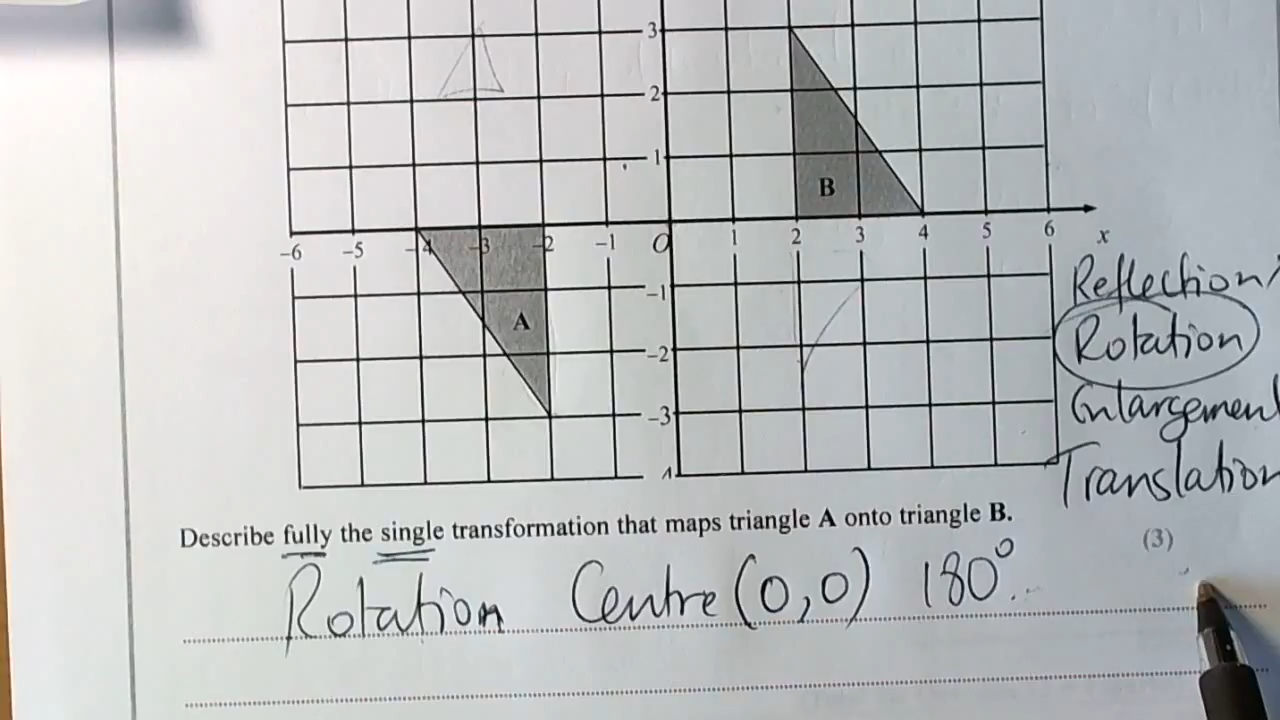 3
2
1
B
-6 -5 -4 -3 -2 -1 O 1 2 3 4 5 6 x
-1
A
-2
-3
Reflection
Rotation
Enlargement
Translation
Describe fully the single transformation that maps triangle A onto triangle B.
(3)
Rotation Centre (0,0) 180°.